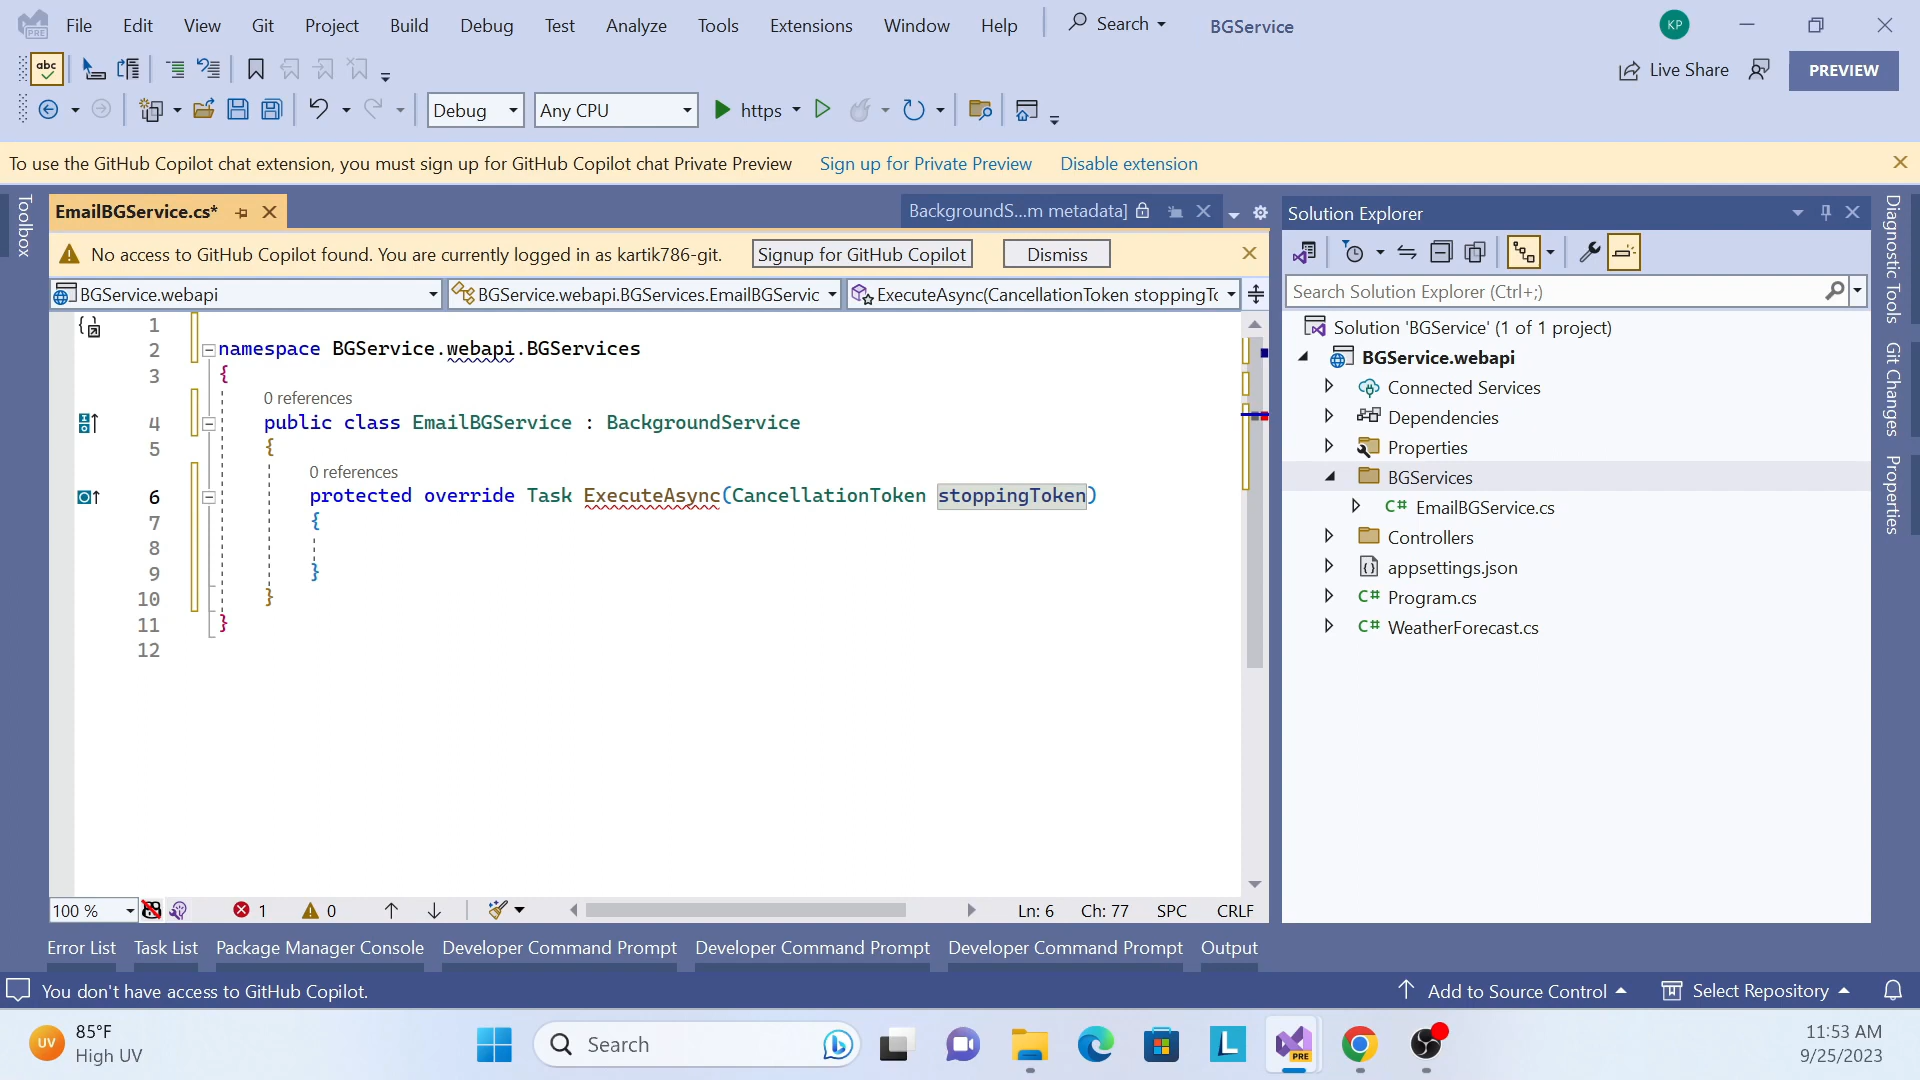 File Edit View Git Project Build Debug Test Analyze Tools Extensions Window Help Search BGService KP
abc Live Share PREVIEW
Debug Any CPU https
To use the GitHub Copilot chat extension, you must sign up for GitHub Copilot chat Private Preview Sign up for Private Preview Disable extension
Toolbox
EmailBGService.cs* BackgroundS...m metadata]
No access to GitHub Copilot found. You are currently logged in as kartik786-git. Signup for GitHub Copilot Dismiss
BGService.webapi BGService.webapi.BGServices.EmailBGServic ExecuteAsync(CancellationToken stoppingTo
1
2 namespace BGService.webapi.BGServices
3 {
0 references
4 public class EmailBGService : BackgroundService
5 {
0 references
6 protected override Task ExecuteAsync(CancellationToken stoppingToken)
7 {
8
9 }
10 }
11 }
12
100 % 1 0 Ln: 6 Ch: 77 SPC CRLF
Solution Explorer
Search Solution Explorer (Ctrl+;)
Solution 'BGService' (1 of 1 project)
BGService.webapi
Connected Services
Dependencies
Properties
BGServices
C# EmailBGService.cs
Controllers
appsettings.json
C# Program.cs
C# WeatherForecast.cs
Diagnostic Tools
Git Changes
Properties
Error List Task List Package Manager Console Developer Command Prompt Developer Command Prompt Developer Command Prompt Output
You don't have access to GitHub Copilot. Add to Source Control Select Repository
UV 85°F
High UV
Search
L
PRE
11:53 AM
9/25/2023